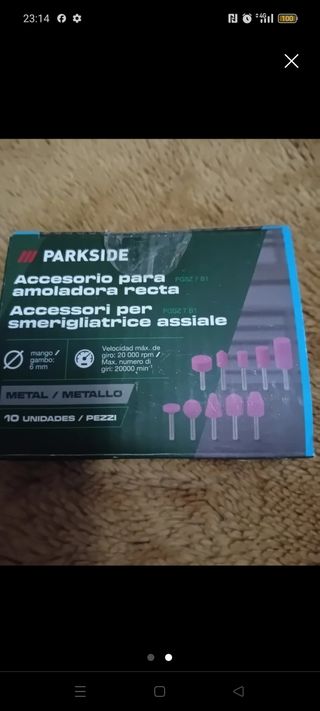 23:14
4G
100
PARKSIDE
Accesorio para
amoladora recta
PGSZ 7 B1
Accessori per
smerigliatrice assiale
PGSZ 7 B1
mango /
gambo:
6 mm
Velocidad máx. de
giro: 20 000 rpm /
Max. numero di
giri: 20000 min⁻¹
METAL / METALLO
10 UNIDADES / PEZZI